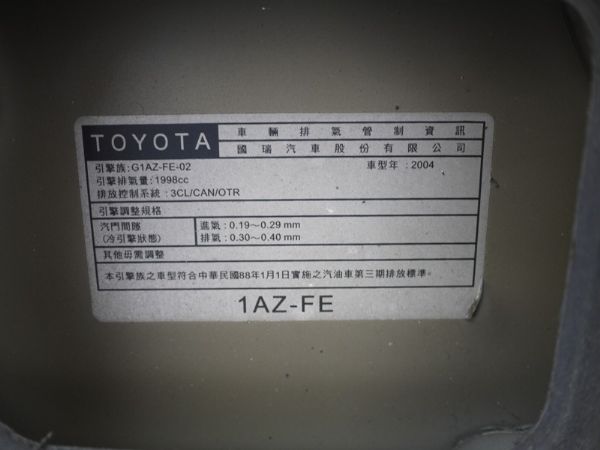 TOYOTA 車輛排氣管制資訊
國瑞汽車股份有限公司
引擎族:G1AZ-FE-02 車型年:2004
引擎排氣量:1998cc
排放控制系統:3CL/CAN/OTR
引擎調整規格
汽門間隙 進氣:0.19~0.29 mm
(冷引擎狀態) 排氣:0.30~0.40 mm
其他毋需調整
本引擎族之車型符合中華民國88年1月1日實施之汽油車第三期排放標準。
1AZ-FE